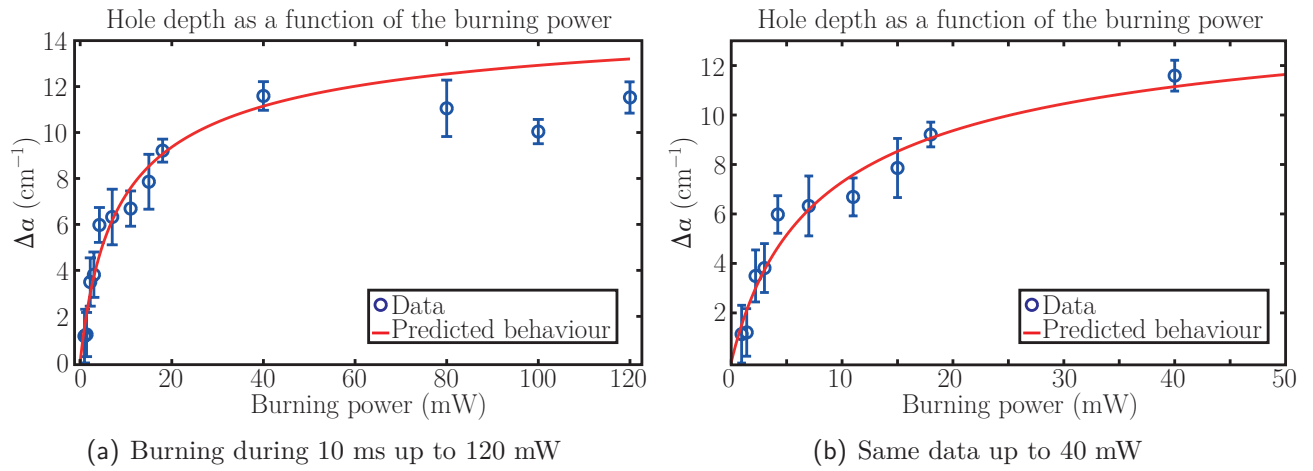 Hole depth as a function of the burning power
14
12
10
8
6
4
2
0
Δα (cm⁻¹)
Data
Predicted behaviour
0 20 40 60 80 100 120
Burning power (mW)
(a) Burning during 10 ms up to 120 mW
Hole depth as a function of the burning power
12
10
8
6
4
2
Δα (cm⁻¹)
Data
Predicted behaviour
0 10 20 30 40 50
Burning power (mW)
(b) Same data up to 40 mW